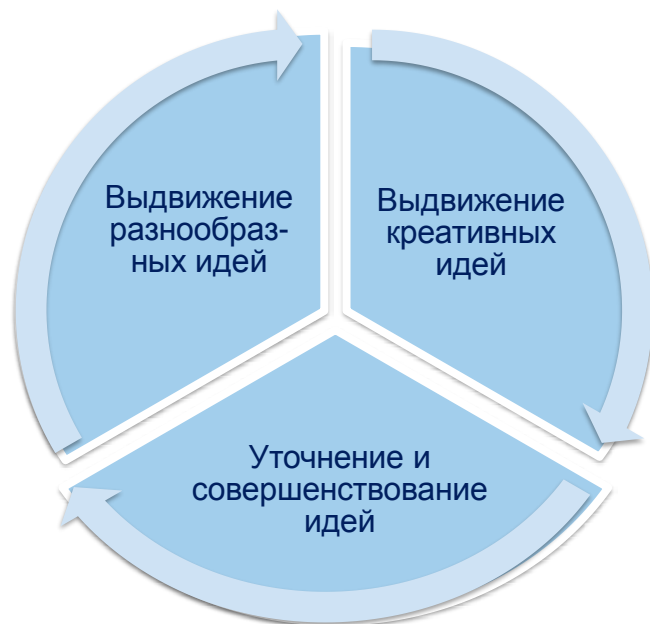 Выдвижение
разнообраз-
ных идей
Выдвижение
креативных
идей
Уточнение и
совершенствование
идей